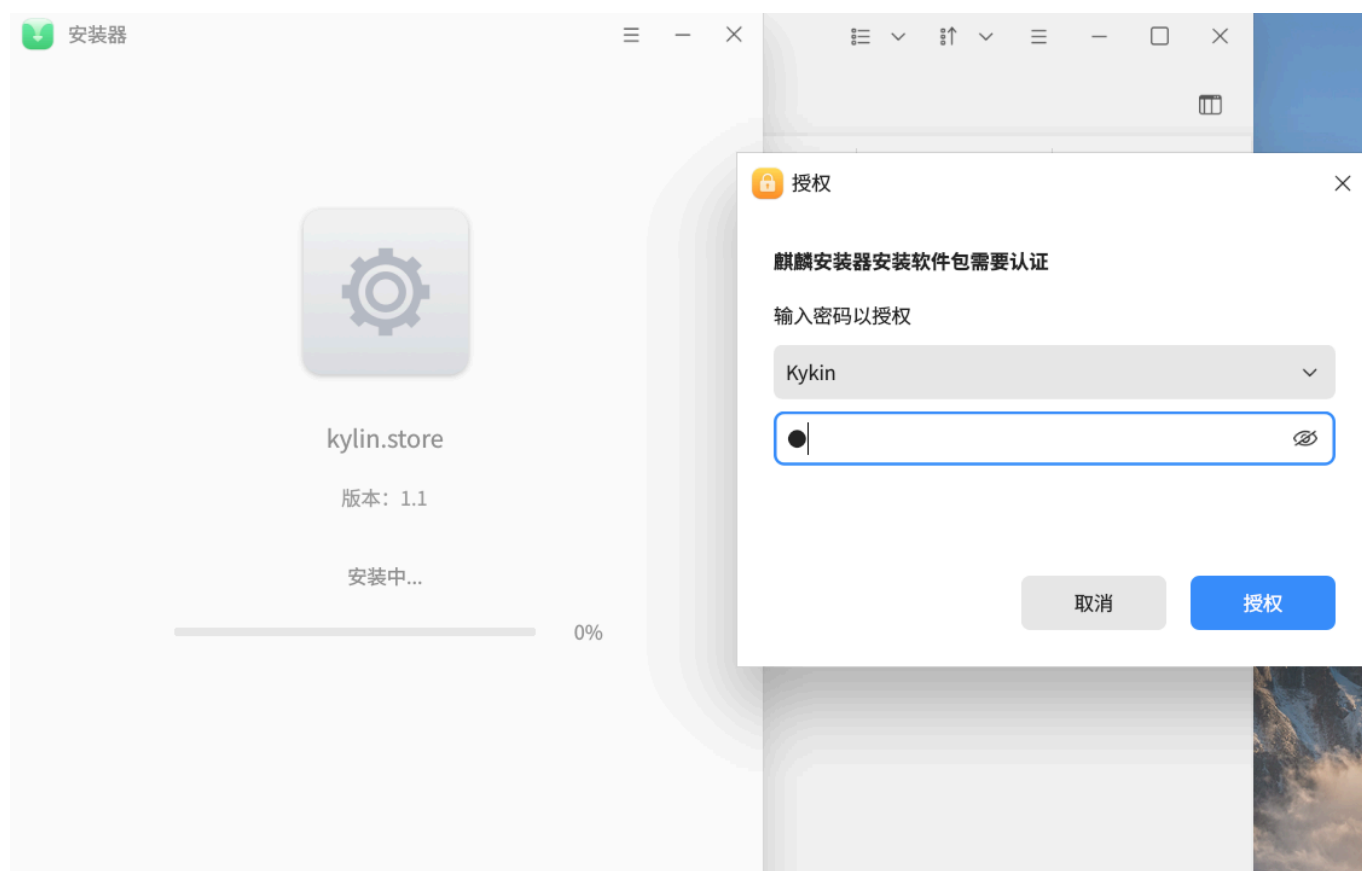 安装器
kylin.store
版本：1.1
安装中...
0%
授权
麒麟安装器安装软件包需要认证
输入密码以授权
Kykin
取消
授权